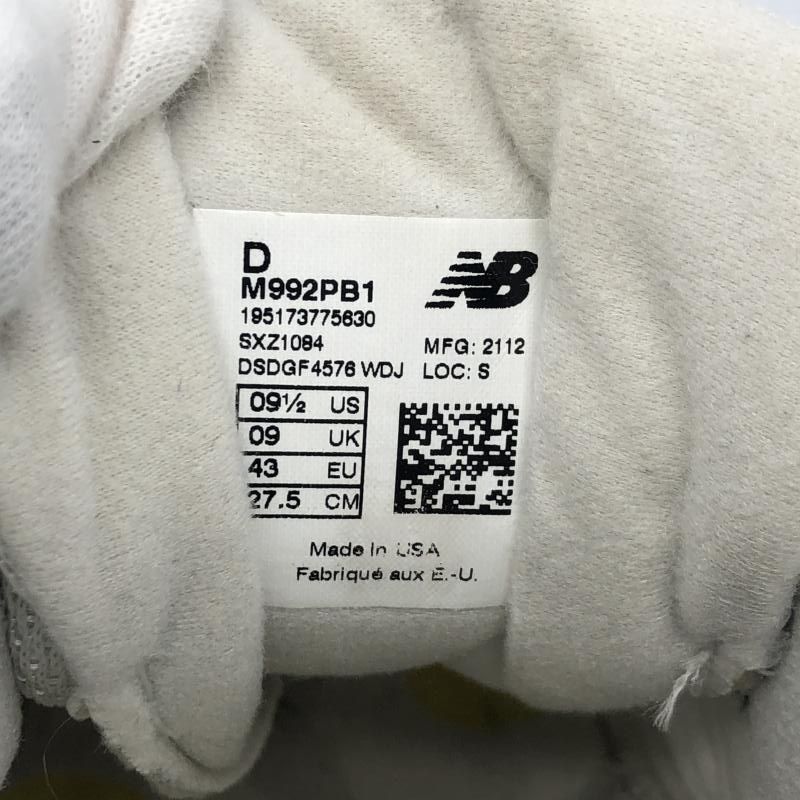 D
NB
M992PB1
195173775630
SXZ1084
MFG: 2112
DSDGF4576 WDJ LOC: S
09½ US
09 UK
43 EU
27.5 CM
Made in USA
Fabriqué aux E.-U.